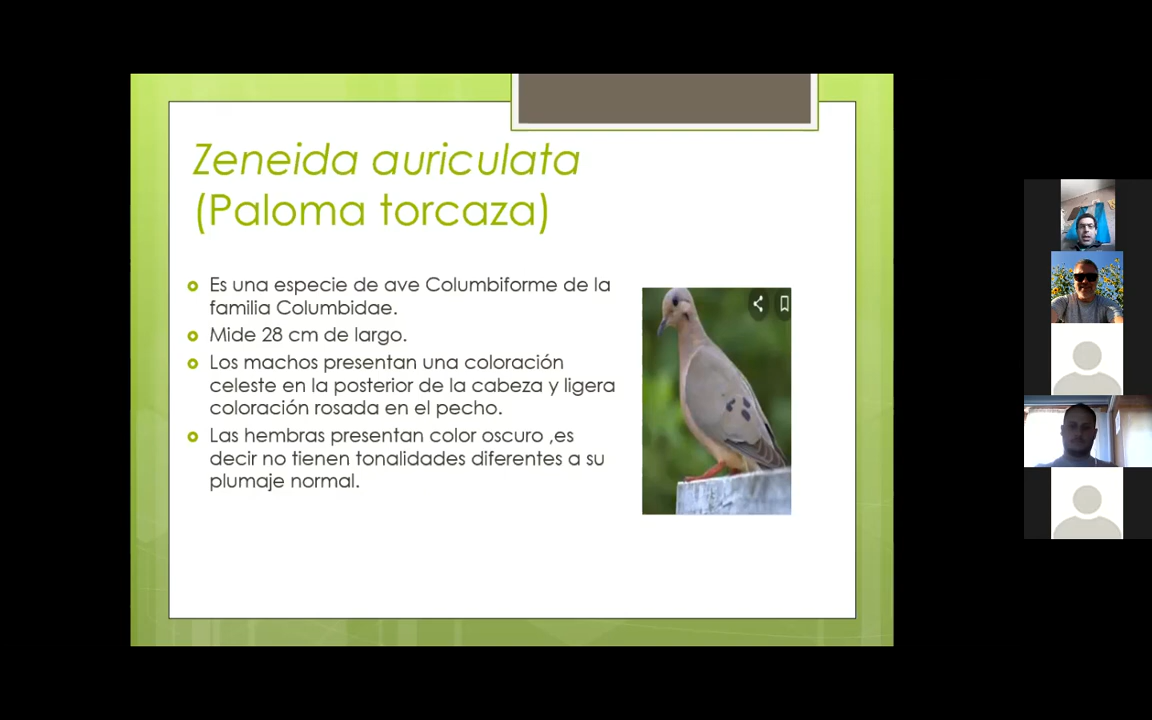 Zeneida auriculata
(Paloma torcaza)
Es una especie de ave Columbiforme de la
familia Columbidae.
Mide 28 cm de largo.
Los machos presentan una coloración
celeste en la posterior de la cabeza y ligera
coloración rosada en el pecho.
Las hembras presentan color oscuro ,es
decir no tienen tonalidades diferentes a su
plumaje normal.